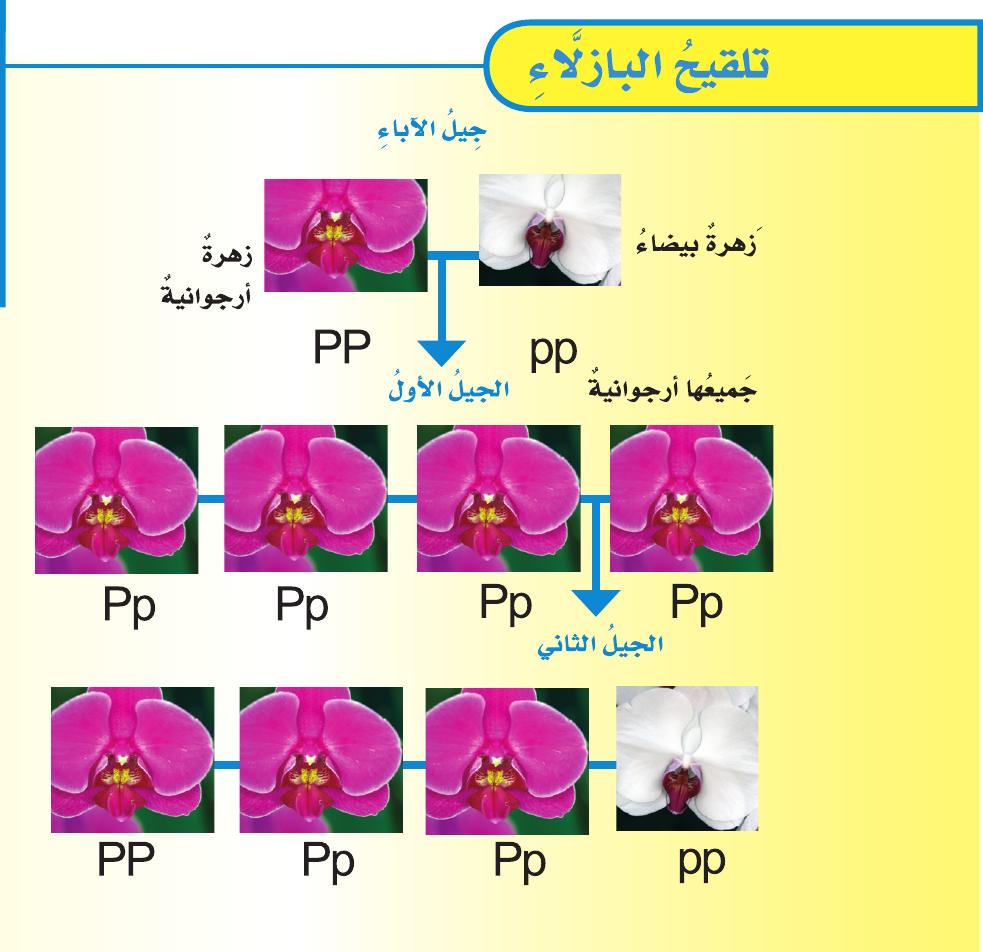 تلقيحُ البازلَّاءِ
جِيلُ الآباءِ
َزهرةٌ بيضاءُ
زهرةٌ
أرجوانيةٌ
pp
PP
جَميعُها أرجوانيةٌ
الجيلُ الأولُ
Pp Pp Pp Pp
الجيلُ الثاني
PP Pp Pp pp